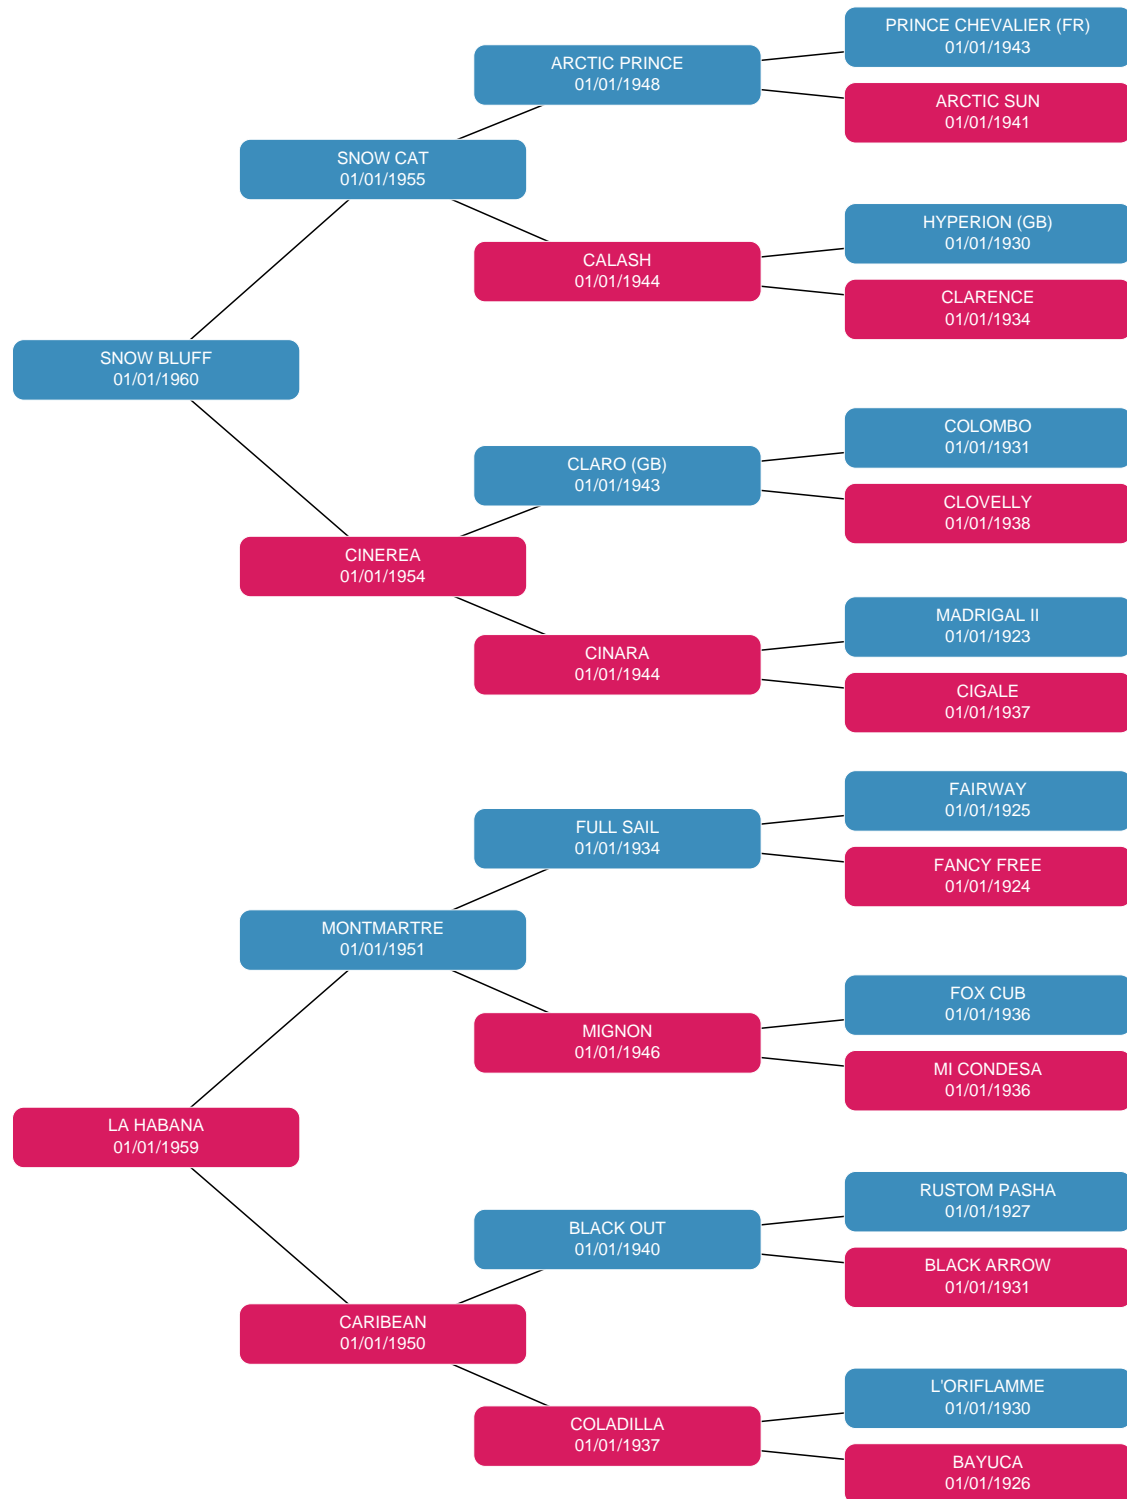 PRINCE CHEVALIER (FR)
01/01/1943
ARCTIC PRINCE
01/01/1948
ARCTIC SUN
01/01/1941
SNOW CAT
01/01/1955
HYPERION (GB)
01/01/1930
CALASH
01/01/1944
CLARENCE
01/01/1934
SNOW BLUFF
01/01/1960
COLOMBO
01/01/1931
CLARO (GB)
01/01/1943
CLOVELLY
01/01/1938
CINEREA
01/01/1954
MADRIGAL II
01/01/1923
CINARA
01/01/1944
CIGALE
01/01/1937
FAIRWAY
01/01/1925
FULL SAIL
01/01/1934
FANCY FREE
01/01/1924
MONTMARTRE
01/01/1951
FOX CUB
01/01/1936
MIGNON
01/01/1946
MI CONDESA
01/01/1936
LA HABANA
01/01/1959
RUSTOM PASHA
01/01/1927
BLACK OUT
01/01/1940
BLACK ARROW
01/01/1931
CARIBEAN
01/01/1950
L'ORIFLAMME
01/01/1930
COLADILLA
01/01/1937
BAYUCA
01/01/1926